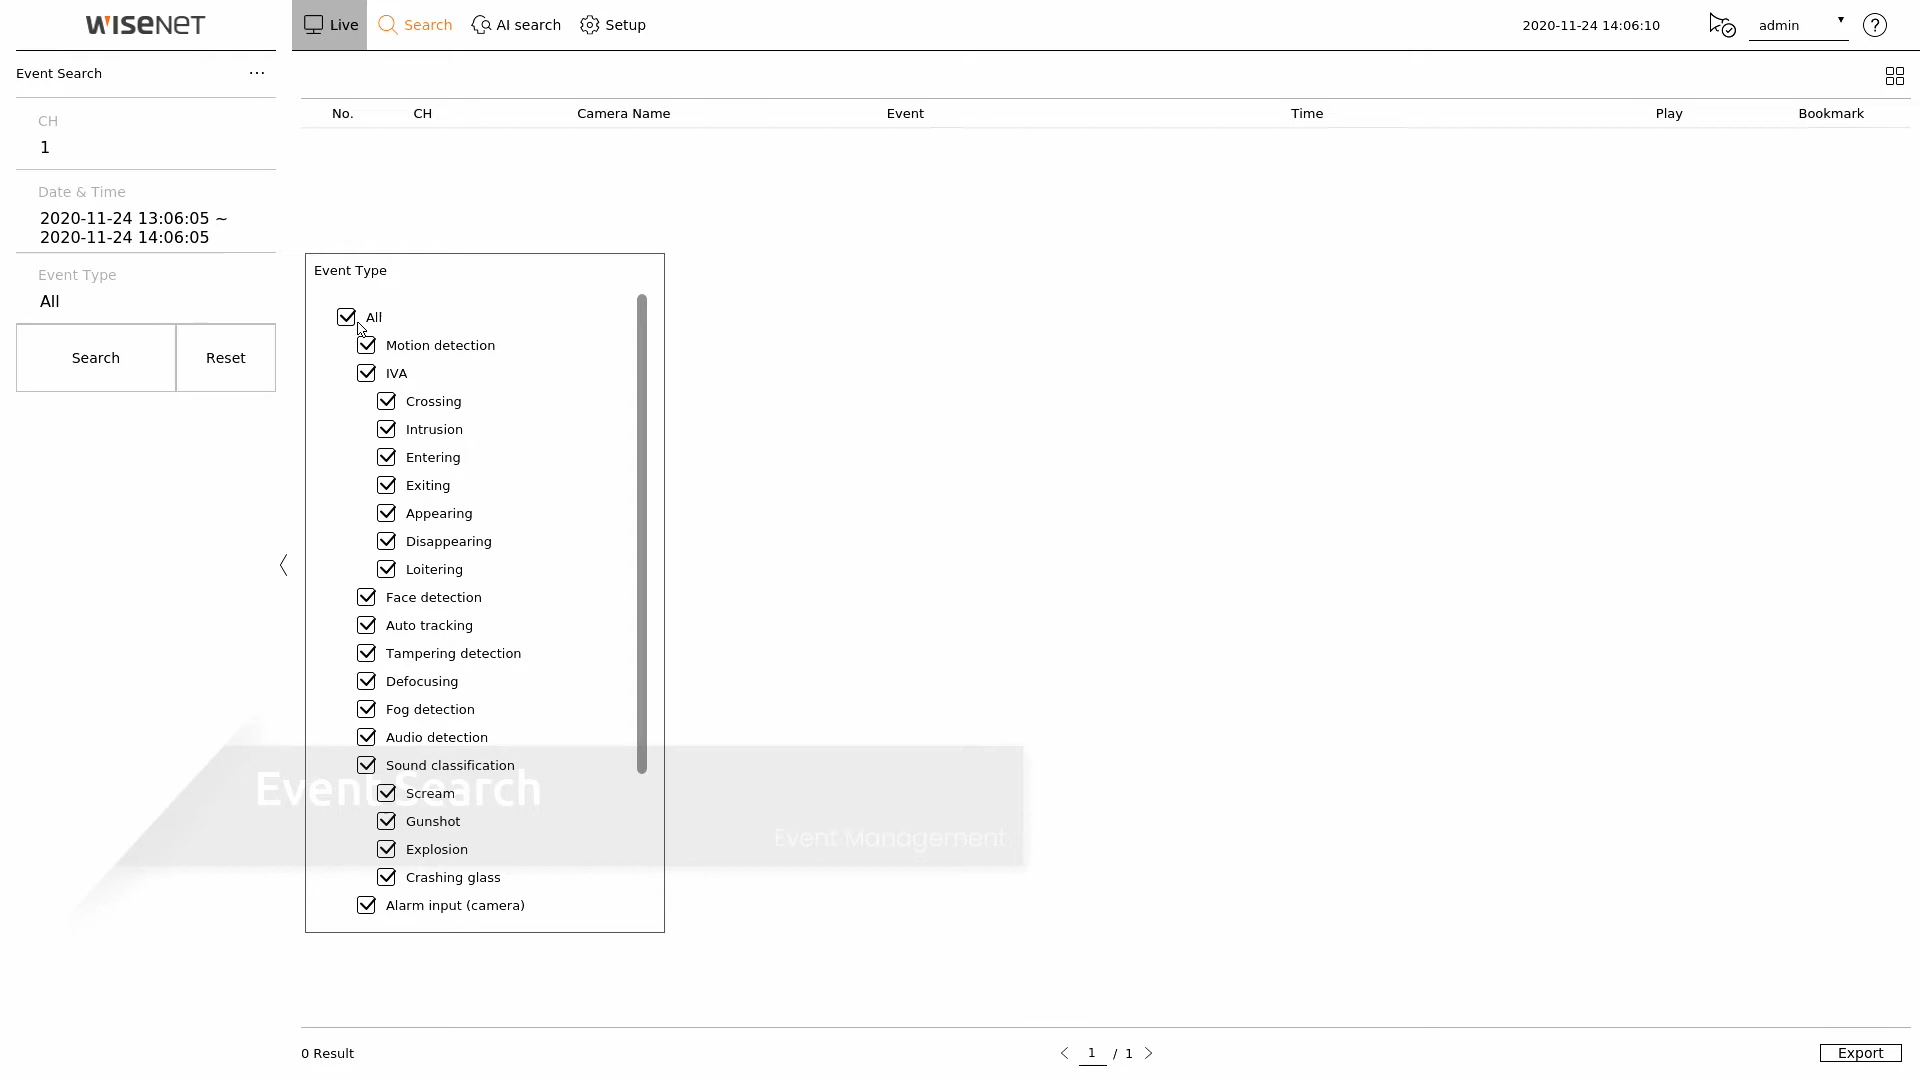 WISENET
Live
Search
AI search
Setup
2020-11-24 14:06:10
admin
Event Search
...
CH
1
Date & Time
2020-11-24 13:06:05 ~
2020-11-24 14:06:05
Event Type
All
Search
Reset
No.
CH
Camera Name
Event
Time
Play
Bookmark
Event Type
All
Motion detection
IVA
Crossing
Intrusion
Entering
Exiting
Appearing
Disappearing
Loitering
Face detection
Auto tracking
Tampering detection
Defocusing
Fog detection
Audio detection
Sound classification
Scream
Gunshot
Explosion
Crashing glass
Alarm input (camera)
Event Search
Event Management
0 Result
1 / 1
Export